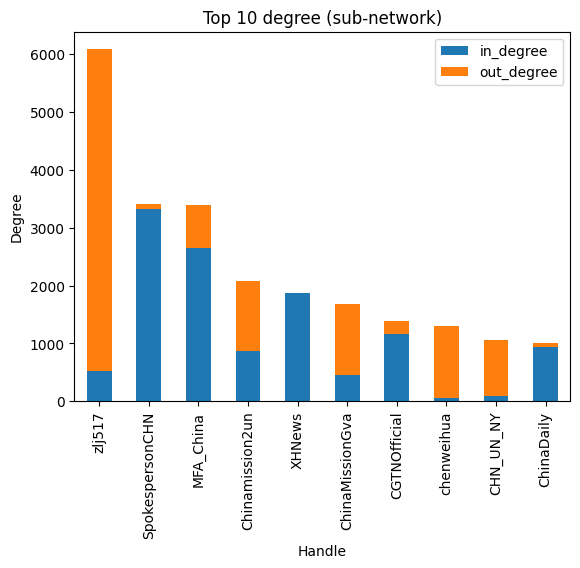 Top 10 degree (sub-network)
in_degree
out_degree
Degree
6000
5000
4000
3000
2000
1000
0
zlj517
SpokespersonCHN
MFA_China
Chinamission2un
XHNews
ChinaMissionGva
CGTNOfficial
chenweihua
CHN_UN_NY
ChinaDaily
Handle